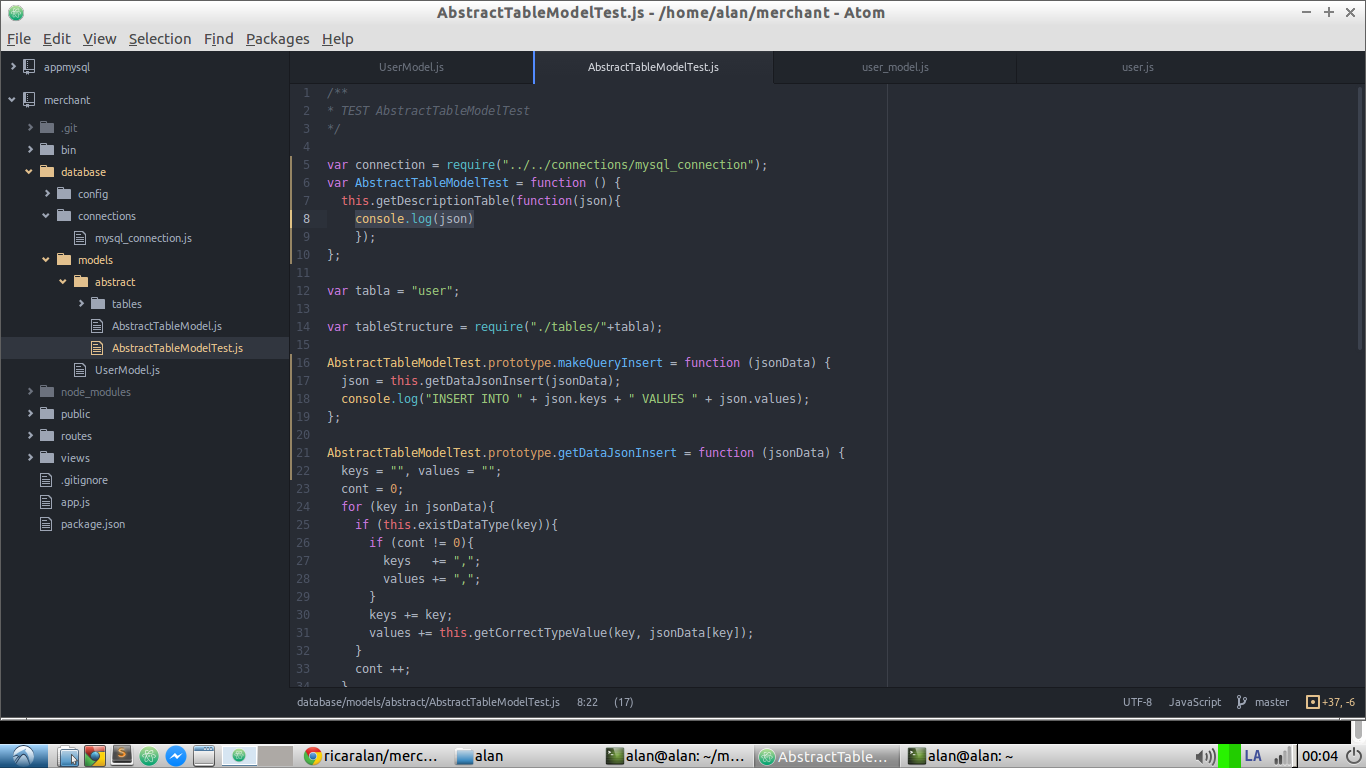 AbstractTableModelTest.js - /home/alan/merchant - Atom
File Edit View Selection Find Packages Help
appmysql
merchant
.git
bin
database
config
connections
mysql_connection.js
models
abstract
tables
AbstractTableModel.js
AbstractTableModelTest.js
UserModel.js
node_modules
public
routes
views
.gitignore
app.js
package.json
UserModel.js AbstractTableModelTest.js user_model.js user.js
1 /**
2 * TEST AbstractTableModelTest
3 */
4
5 var connection = require("../../connections/mysql_connection");
6 var AbstractTableModelTest = function () {
7 this.getDescriptionTable(function(json){
8 console.log(json)
9 });
10 };
11
12 var tabla = "user";
13
14 var tableStructure = require("./tables/"+tabla);
15
16 AbstractTableModelTest.prototype.makeQueryInsert = function (jsonData) {
17 json = this.getDataJsonInsert(jsonData);
18 console.log("INSERT INTO " + json.keys + " VALUES " + json.values);
19 };
20
21 AbstractTableModelTest.prototype.getDataJsonInsert = function (jsonData) {
22 keys = "", values = "";
23 cont = 0;
24 for (key in jsonData){
25 if (this.existDataType(key)){
26 if (cont != 0){
27 keys   += ",";
28 values += ",";
29 }
30 keys += key;
31 values += this.getCorrectTypeValue(key, jsonData[key]);
32 }
33 cont ++;
34 }
database/models/abstract/AbstractTableModelTest.js 8:22 (17) UTF-8 JavaScript master +37, -6
ricaralan/merc... alan alan@alan: ~/m... AbstractTable... alan@alan: ~ LA 00:04